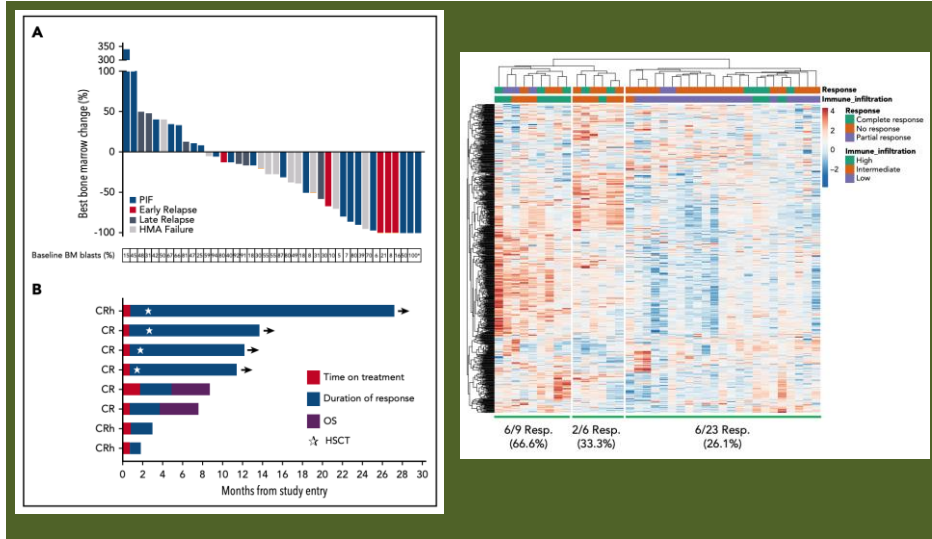 A
350
300
100
50
0
-50
-100
Best bone marrow change (%)
PIF
Early Relapse
Late Relapse
HMA Failure
Baseline BM blasts (%)
B
CRh
CR
CR
CR
CR
CR
CRh
CRh
Time on treatment
Duration of response
OS
HSCT
0 2 4 6 8 10 12 14 16 18 20 22 24 26 28 30
Months from study entry
Response
Immune_infiltration
4
2
0
−2
Response
Complete response
No response
Partial response
Immune_infiltration
High
Intermediate
Low
6/9 Resp.
(66.6%)
2/6 Resp.
(33.3%)
6/23 Resp.
(26.1%)